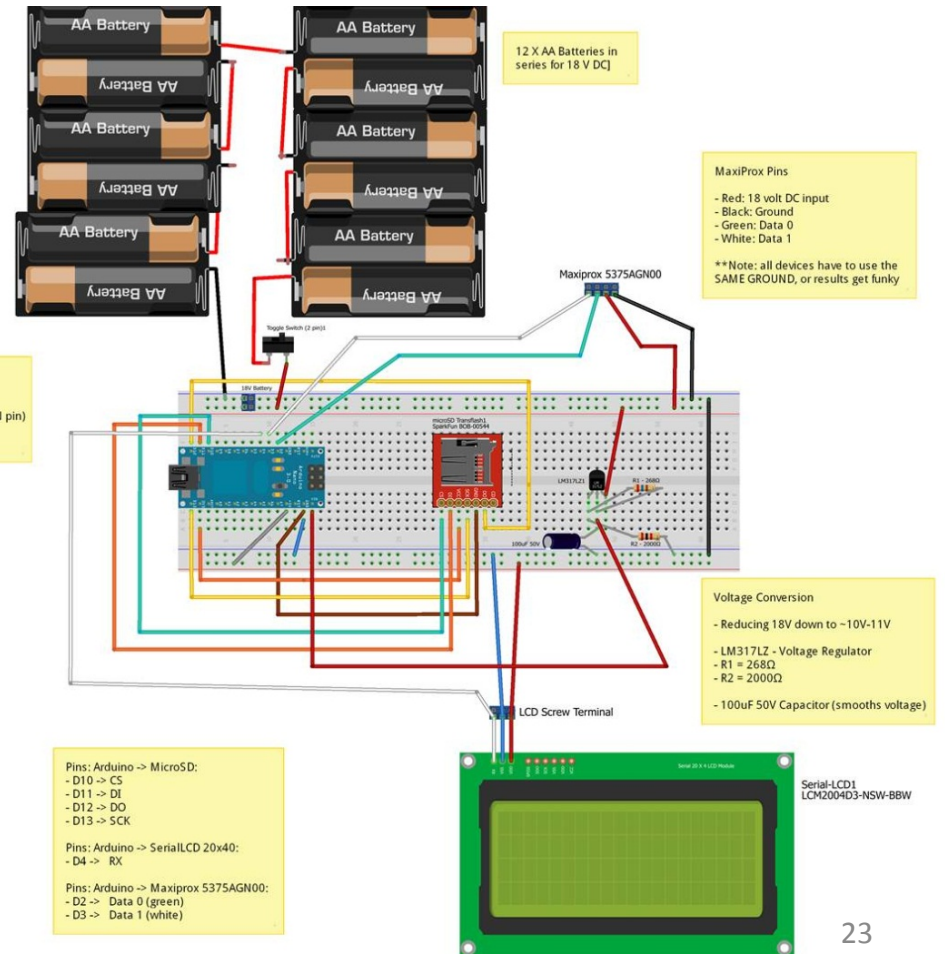 AA Battery
AA Battery
AA Battery
AA Battery
AA Battery
AA Battery
AA Battery
AA Battery
AA Battery
AA Battery
AA Battery
AA Battery
12 X AA Batteries in
series for 18 V DC]
MaxiProx Pins
- Red: 18 volt DC input
- Black: Ground
- Green: Data 0
- White: Data 1
**Note: all devices have to use the
SAME GROUND, or results get funky
Maxiprox 5375AGN00
Toggle Switch (2 pin)1
18V Battery
pin)
microSD Transflash1
SparkFun BOB-00544
LM317LZ1
R1 - 268Ω
100uF 50V
R2 - 2000Ω
Voltage Conversion
- Reducing 18V down to ~10V-11V
- LM317LZ - Voltage Regulator
- R1 = 268Ω
- R2 = 2000Ω
- 100uF 50V Capacitor (smooths voltage)
LCD Screw Terminal
Serial 20 X 4 LCD Module
Serial-LCD1
LCM2004D3-NSW-BBW
Pins: Arduino -> MicroSD:
- D10 -> CS
- D11 -> DI
- D12 -> DO
- D13 -> SCK
Pins: Arduino -> SerialLCD 20x40:
- D4 -> RX
Pins: Arduino -> Maxiprox 5375AGN00:
- D2 -> Data 0 (green)
- D3 -> Data 1 (white)
23